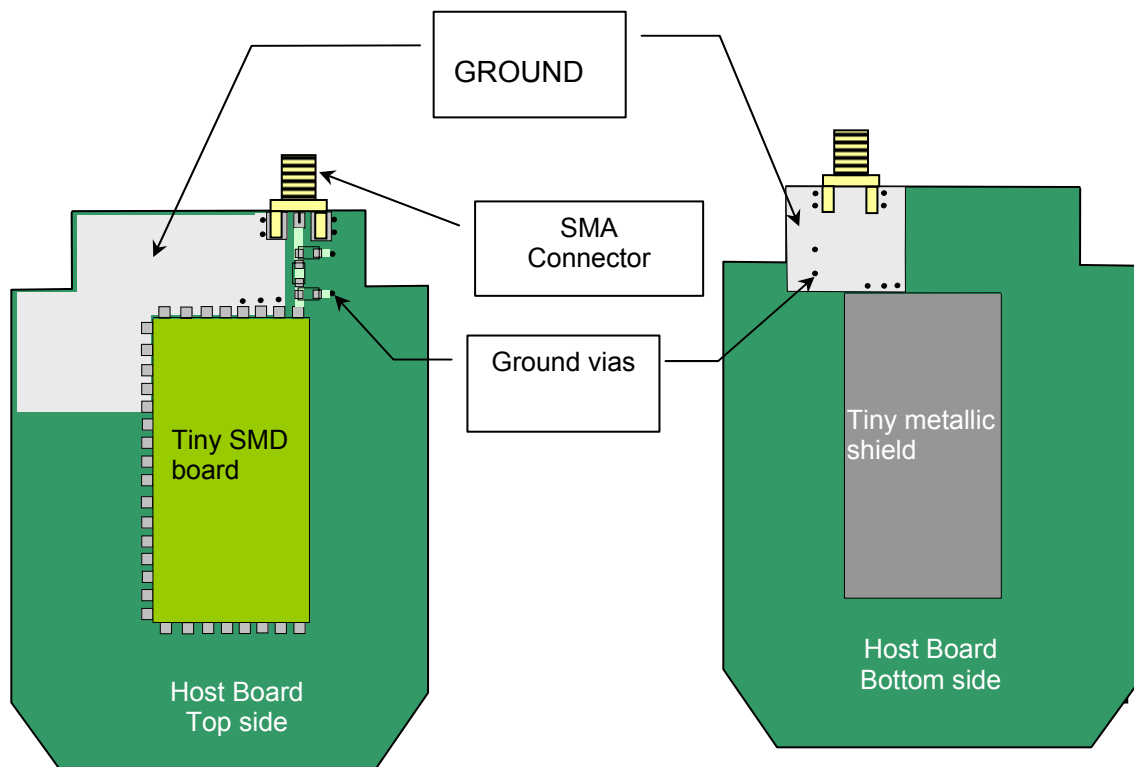 GROUND
SMA
Connector
Ground vias
Tiny SMD
board
Tiny metallic
shield
Host Board
Top side
Host Board
Bottom side